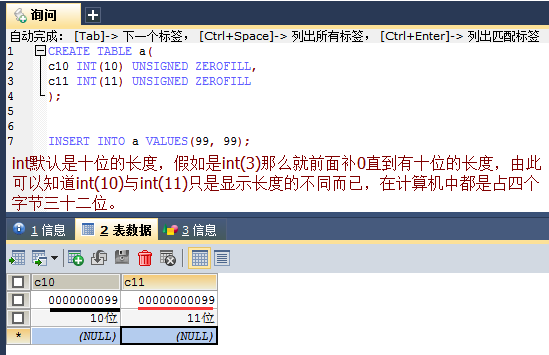 询问
自动完成： [Tab]-> 下一个标签， [Ctrl+Space]-> 列出所有标签， [Ctrl+Enter]-> 列出匹配标签
1 CREATE TABLE a(
2 c10 INT(10) UNSIGNED ZEROFILL,
3 c11 INT(11) UNSIGNED ZEROFILL
4 );
5
6
7 INSERT INTO a VALUES(99, 99);
int默认是十位的长度，假如是int(3)那么就前面补0直到有十位的长度，由此
可以知道int(10)与int(11)只是显示长度的不同而已，在计算机中都是占四个
字节三十二位。
1 信息 2 表数据 3 信息
c10 c11
0000000099 00000000099
10位 11位
* (NULL) (NULL)